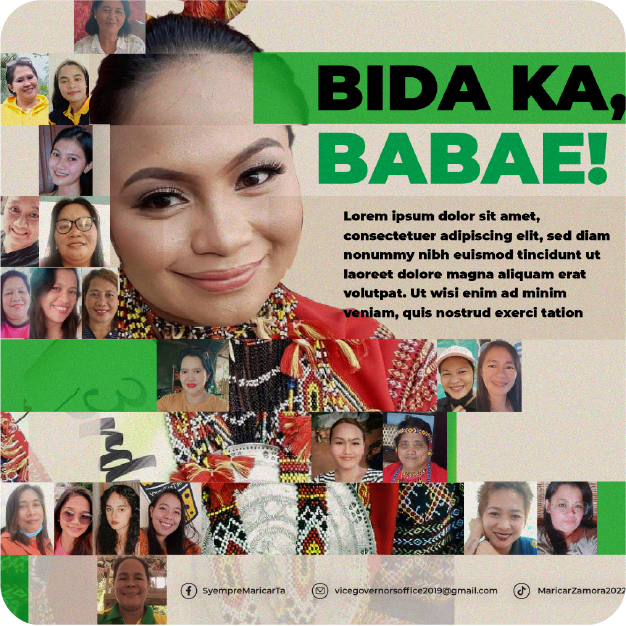 BIDA KA,
BABAE!
Lorem ipsum dolor sit amet,
consectetuer adipiscing elit, sed diam
nonummy nibh euismod tincidunt ut
laoreet dolore magna aliquam erat
volutpat. Ut wisi enim ad minim
veniam, quis nostrud exerci tation
SyempreMaricarTa
vicegovernorsoffice2019@gmail.com
MaricarZamora2022